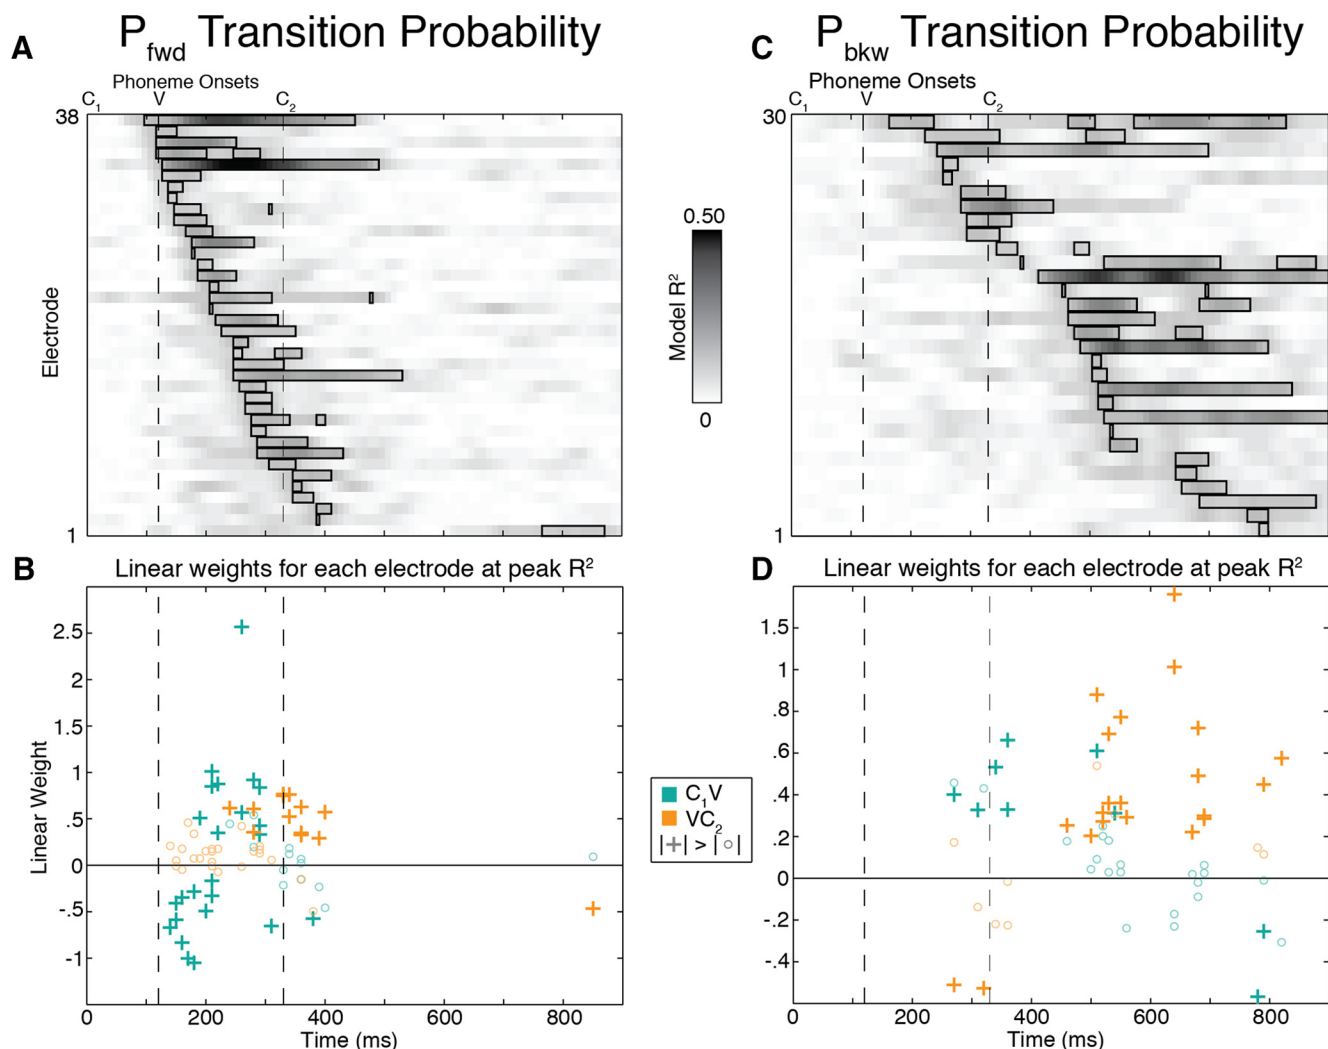 A
P fwd Transition Probability
Phoneme Onsets
C1 V C2
38
Electrode
1
0.50
Model R²
0
C
P bkw Transition Probability
Phoneme Onsets
C1 V C2
30
1
B
Linear weights for each electrode at peak R²
2.5
2
1.5
1
.5
0
-.5
-1
Linear Weight
0 200 400 600 800
Time (ms)
C1V
VC2
|+| > |○|
D
Linear weights for each electrode at peak R²
1.5
1
.8
.6
.4
.2
0
-.2
-.4
0 200 400 600 800
Time (ms)